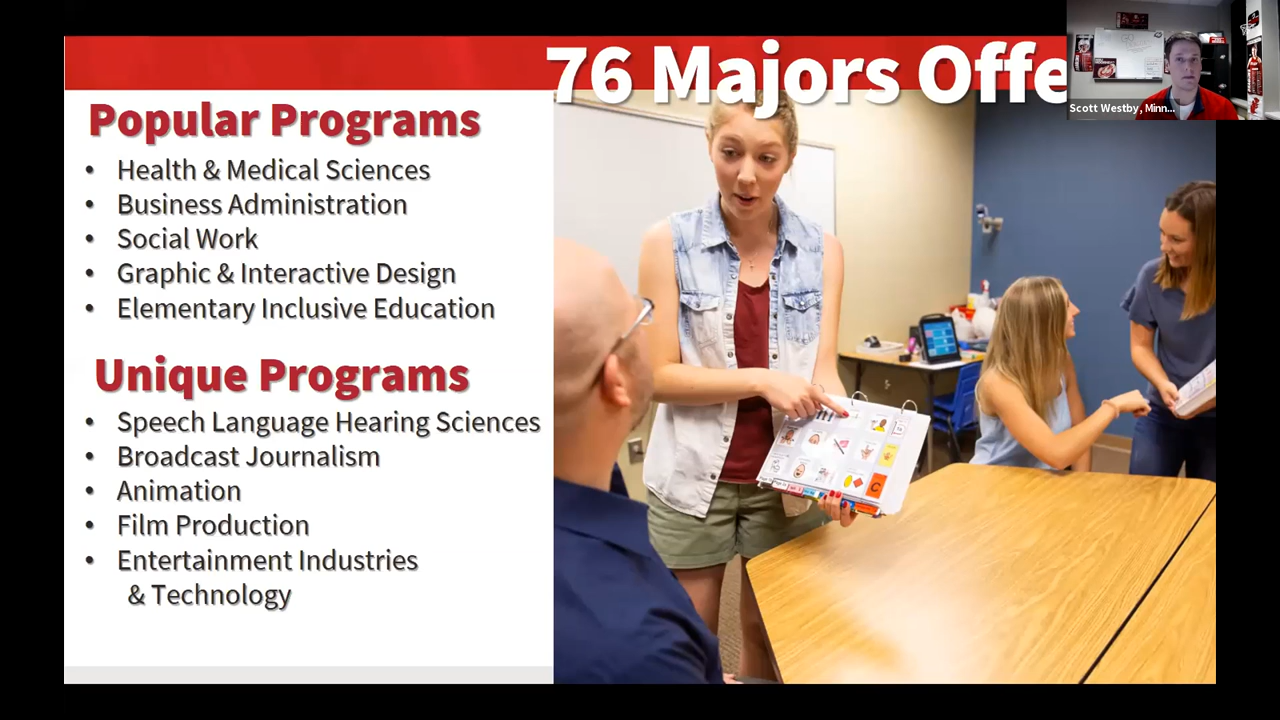 76 Majors Offe
Scott Westby, Minn...
Popular Programs
• Health & Medical Sciences
• Business Administration
• Social Work
• Graphic & Interactive Design
• Elementary Inclusive Education
Unique Programs
• Speech Language Hearing Sciences
• Broadcast Journalism
• Animation
• Film Production
• Entertainment Industries
& Technology
C